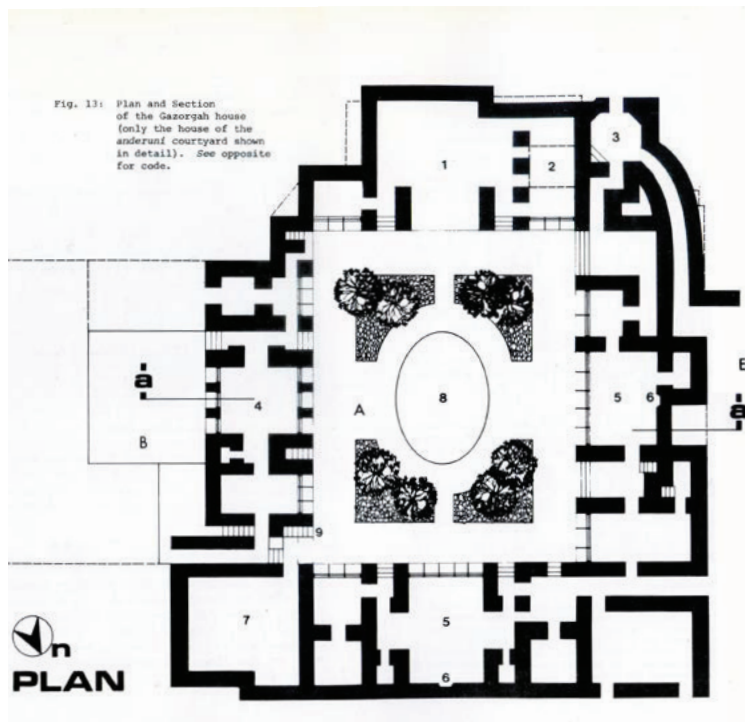 Fig. 13: Plan and Section
of the Gazorgah house
(only the house of the
anderuni courtyard shown
in detail). See opposite
for code.
3
1
2
E
a
5
6
a
4
A
8
B
9
7
5
n
6
PLAN